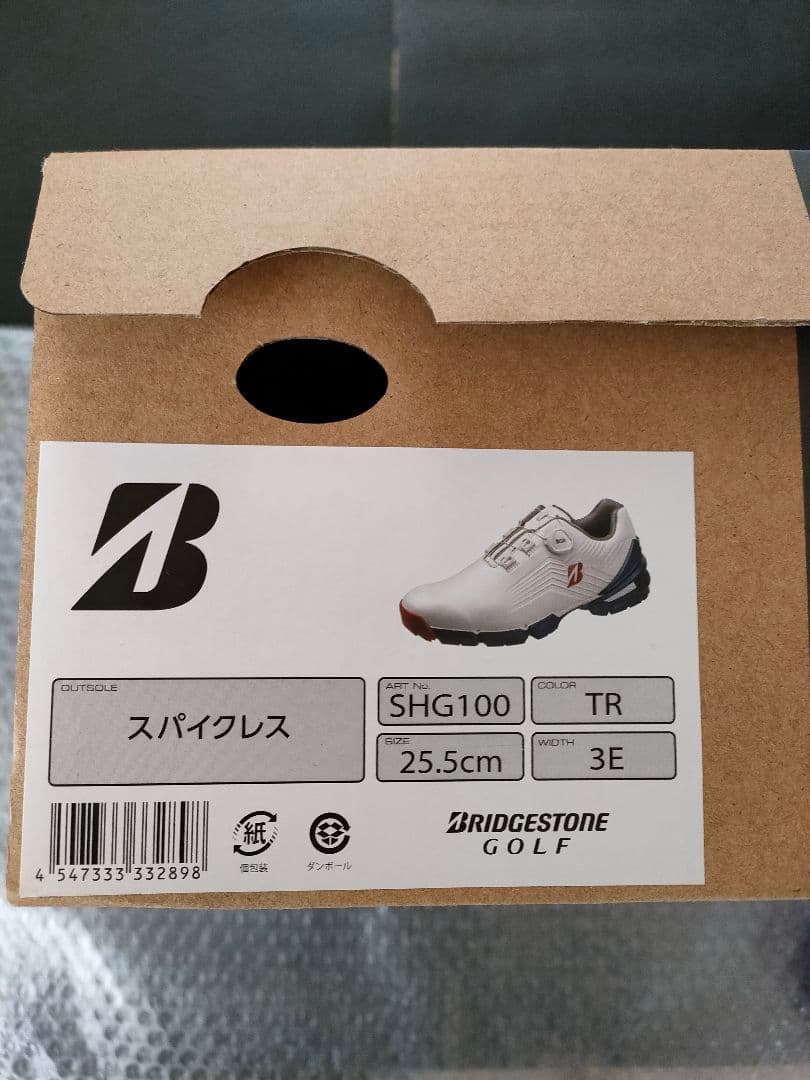 B
OUTSOLE
スパイクレス
ART No.
SHG100
COLOR
TR
SIZE
25.5cm
WIDTH
3E
4 547333 332898
紙
個包装
ダンボール
BRIDGESTONE
GOLF